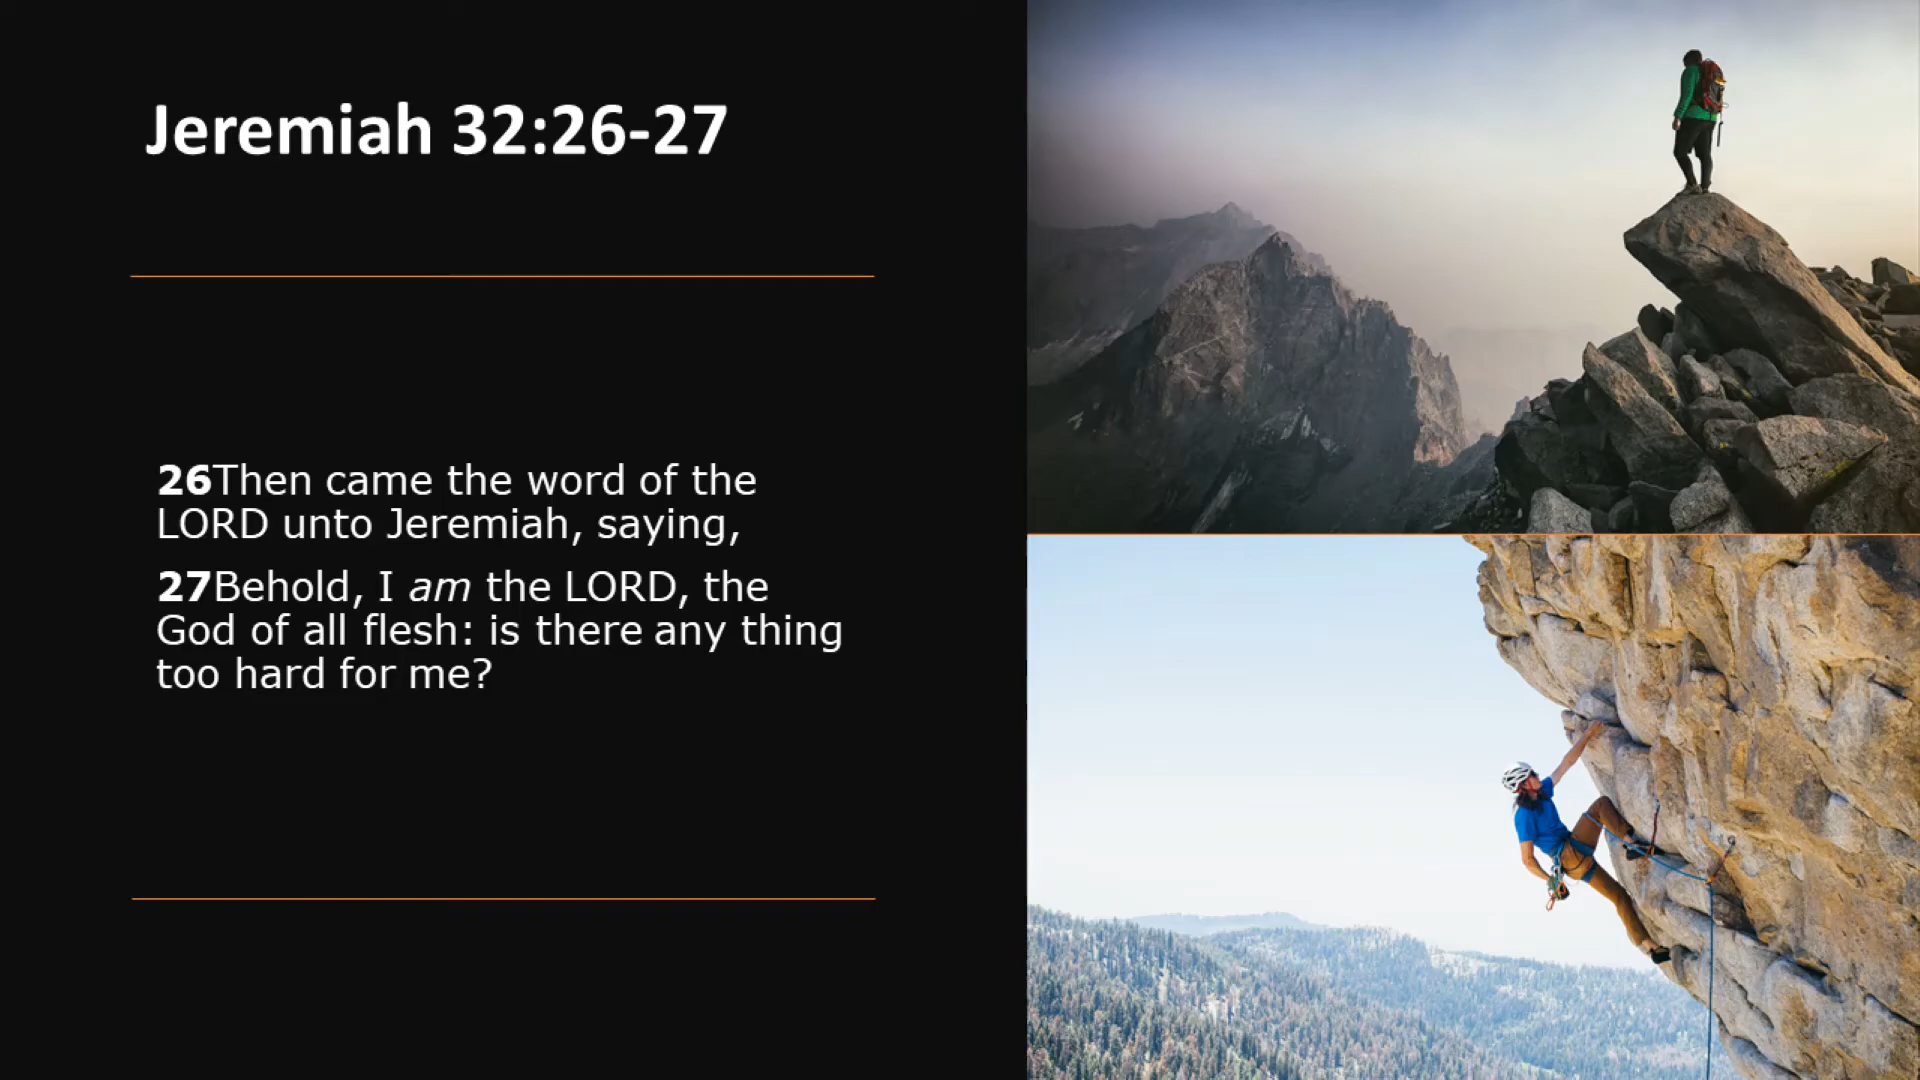 Jeremiah 32:26-27
26Then came the word of the
LORD unto Jeremiah, saying,
27Behold, I am the LORD, the
God of all flesh: is there any thing
too hard for me?